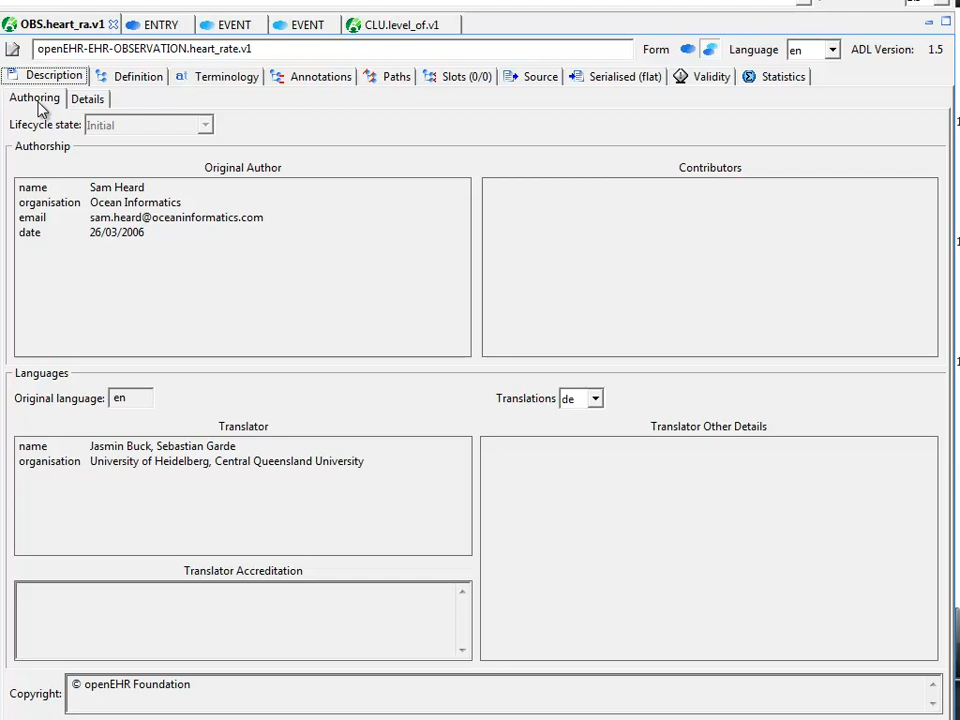 OBS.heart_ra.v1 ENTRY EVENT EVENT CLU.level_of.v1
openEHR-EHR-OBSERVATION.heart_rate.v1 Form Language en ADL Version: 1.5
Description Definition Terminology Annotations Paths Slots (0/0) Source Serialised (flat) Validity Statistics
Authoring Details
Lifecycle state: Initial
Authorship
Original Author Contributors
name Sam Heard
organisation Ocean Informatics
email sam.heard@oceaninformatics.com
date 26/03/2006
Languages
Original language: en Translations de
Translator Translator Other Details
name Jasmin Buck, Sebastian Garde
organisation University of Heidelberg, Central Queensland University
Translator Accreditation
Copyright: © openEHR Foundation